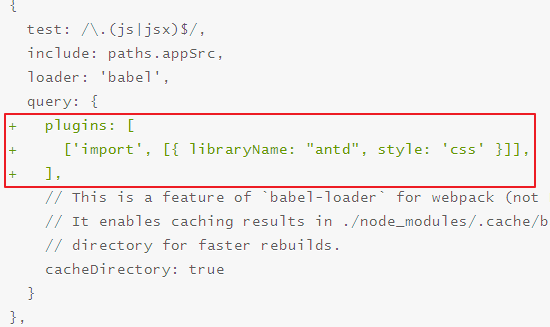 {
test: /\.(js|jsx)$/,
include: paths.appSrc,
loader: 'babel',
query: {
+ plugins: [
+ ['import', [{ libraryName: "antd", style: 'css' }]],
+ ],
// This is a feature of `babel-loader` for webpack (not
// It enables caching results in ./node_modules/.cache/b
// directory for faster rebuilds.
cacheDirectory: true
}
},